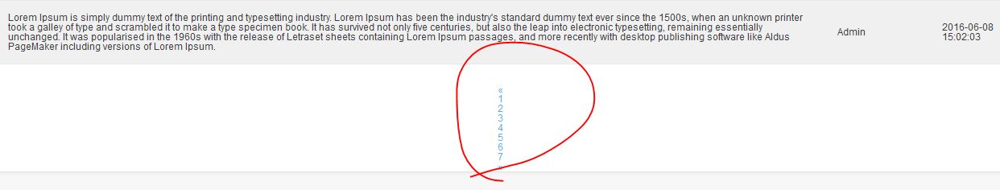 Lorem Ipsum is simply dummy text of the printing and typesetting industry. Lorem Ipsum has been the industry's standard dummy text ever since the 1500s, when an unknown printer
took a galley of type and scrambled it to make a type specimen book. It has survived not only five centuries, but also the leap into electronic typesetting, remaining essentially
unchanged. It was popularised in the 1960s with the release of Letraset sheets containing Lorem Ipsum passages, and more recently with desktop publishing software like Aldus
PageMaker including versions of Lorem Ipsum.
Admin
2016-06-08
15:02:03
«
1
2
3
4
5
6
7
»